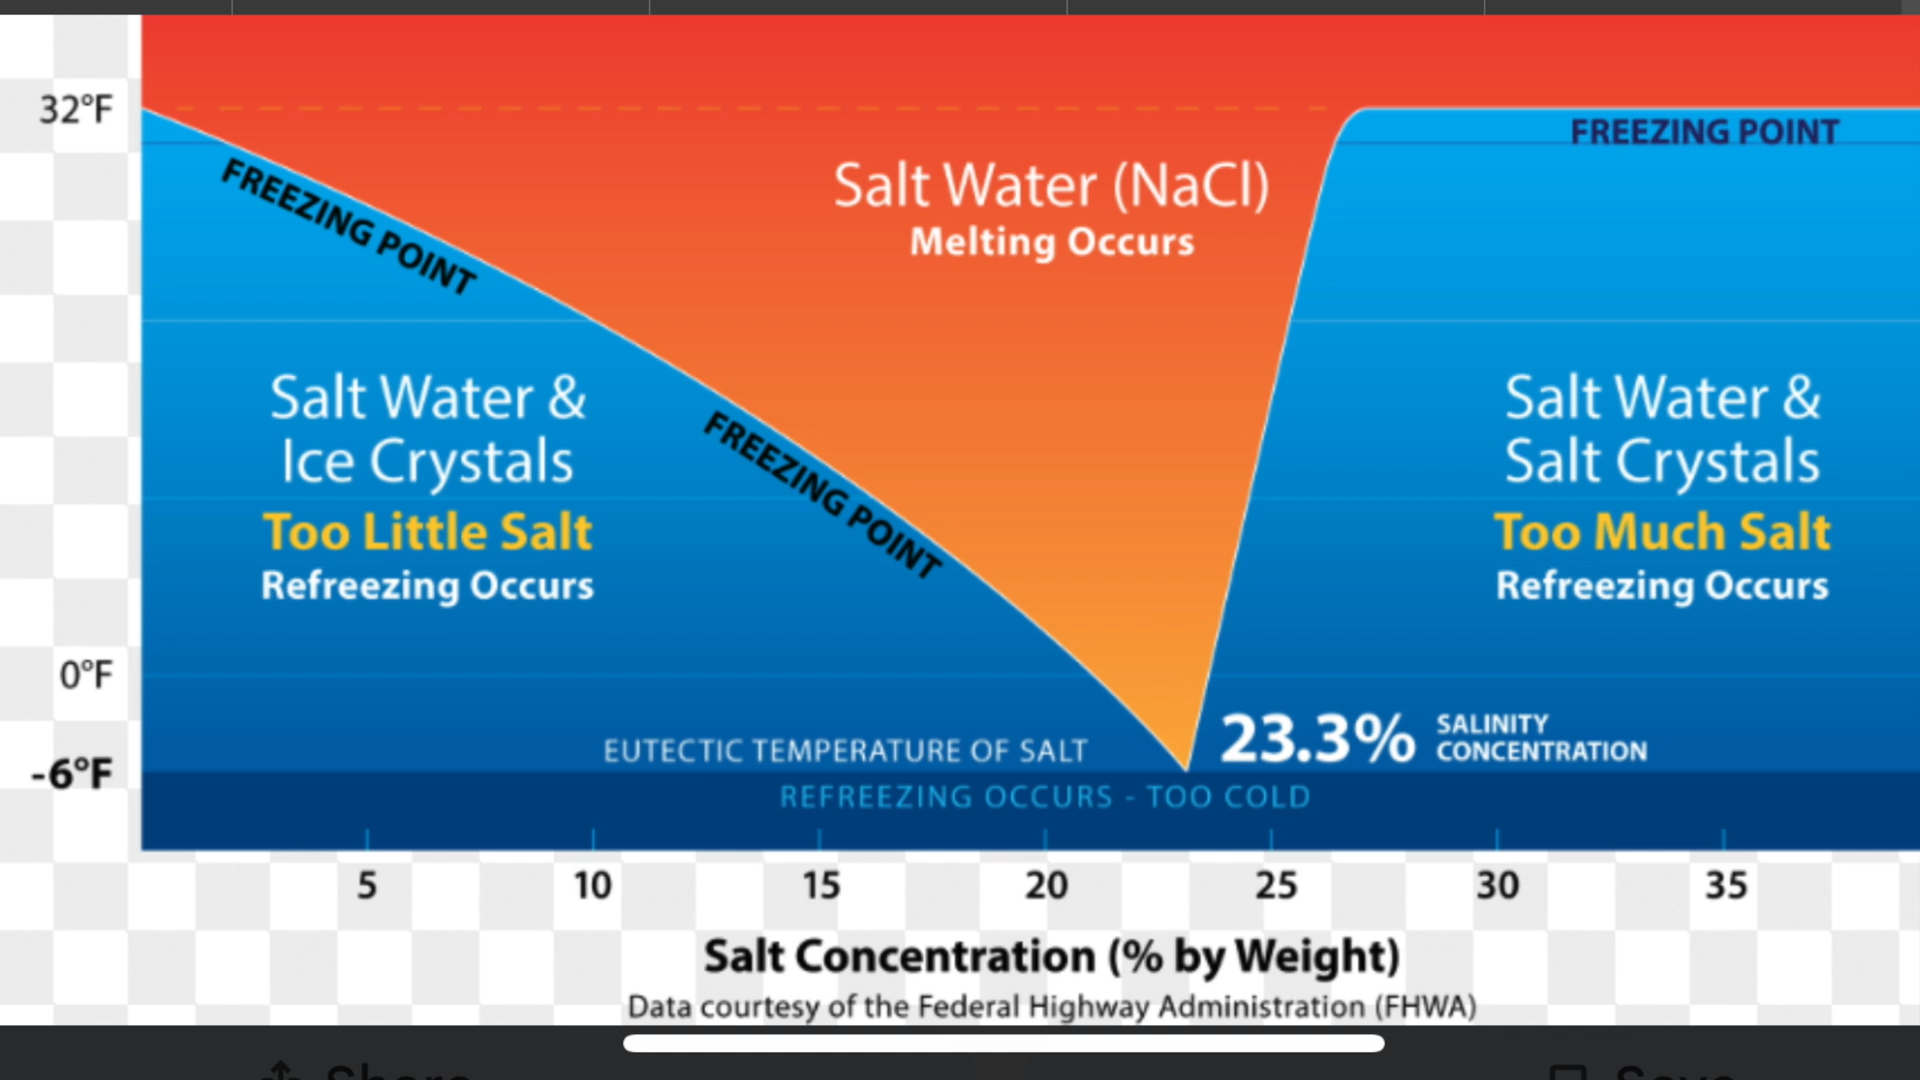 32°F
FREEZING POINT
Salt Water (NaCl)
Melting Occurs
FREEZING POINT
Salt Water &
Ice Crystals
Too Little Salt
Refreezing Occurs
FREEZING POINT
Salt Water &
Salt Crystals
Too Much Salt
Refreezing Occurs
0°F
-6°F
EUTECTIC TEMPERATURE OF SALT
23.3% SALINITY
CONCENTRATION
REFREEZING OCCURS - TOO COLD
5 10 15 20 25 30 35
Salt Concentration (% by Weight)
Data courtesy of the Federal Highway Administration (FHWA)
Share
Save